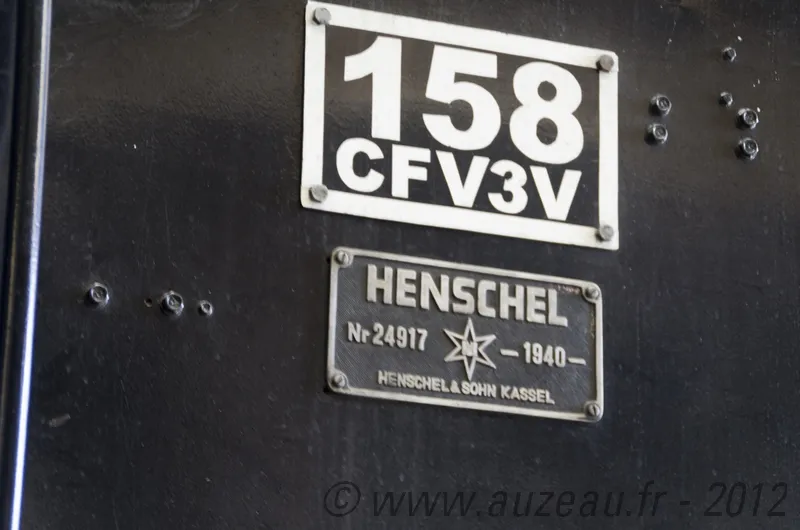 158
CFV3V
HENSCHEL
Nr 24917 H —1940—
HENSCHEL & SOHN KASSEL
© www.auzeau.fr - 2012